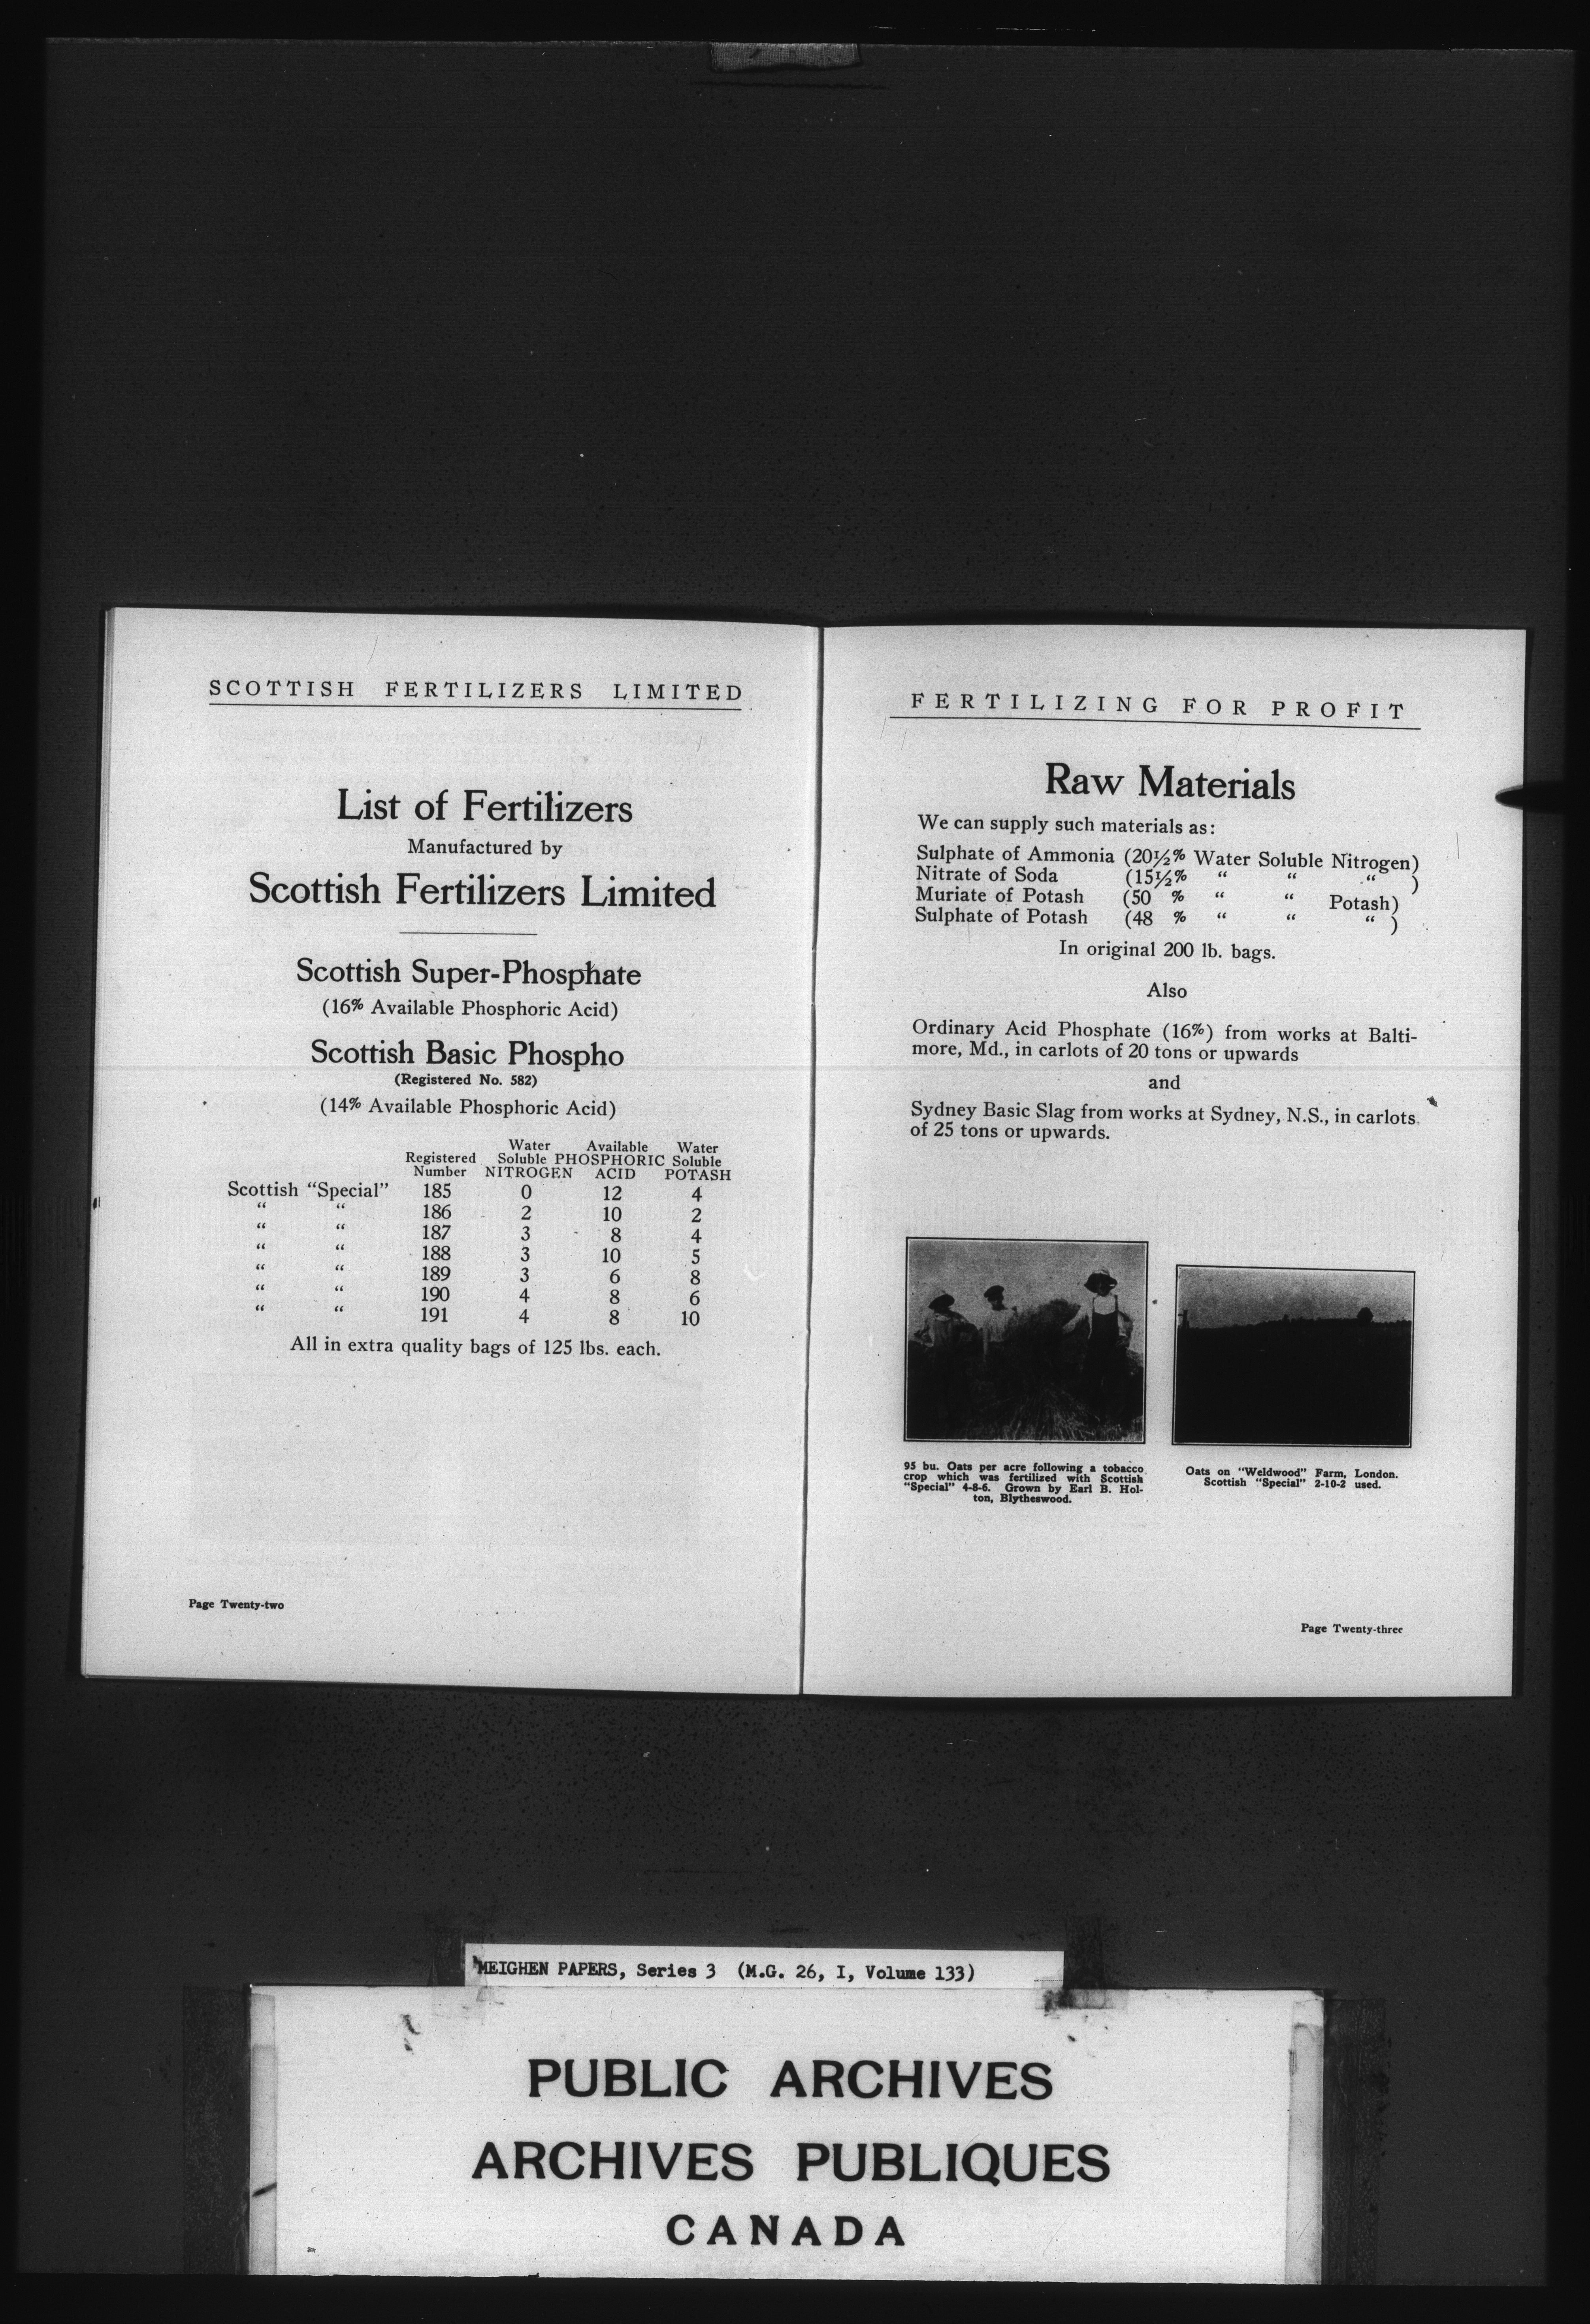 SCOTTISH FERTILIZERS LIMITED
List of Fertilizers
Manufactured by
Scottish Fertilizers Limited
Scottish Super-Phosphate
(16% Available Phosphoric Acid)
Scottish Basic Phospho
(Registered No. 582)
(14% Available Phosphoric Acid)
Water Available Water
Registered Soluble PHOSPHORIC Soluble
Number NITROGEN ACID POTASH
Scottish “Special” 185 0 12 4
“ “ 186 2 10 2
“ “ 187 3 8 4
“ “ 188 3 10 5
“ “ 189 3 6 8
“ “ 190 4 8 6
“ “ 191 4 8 10
All in extra quality bags of 125 lbs. each.
Page Twenty-two
FERTILIZING FOR PROFIT
Raw Materials
We can supply such materials as:
Sulphate of Ammonia (20½% Water Soluble Nitrogen)
Nitrate of Soda (15½% “ “ “ )
Muriate of Potash (50 % “ “ Potash)
Sulphate of Potash (48 % “ “ “ )
In original 200 lb. bags.
Also
Ordinary Acid Phosphate (16%) from works at Balti-
more, Md., in carlots of 20 tons or upwards
and
Sydney Basic Slag from works at Sydney, N.S., in carlots
of 25 tons or upwards.
95 bu. Oats per acre following a tobacco
crop which was fertilized with Scottish
“Special” 4-8-6. Grown by Earl B. Hol-
ton, Blytheswood.
Oats on “Weldwood” Farm, London.
Scottish “Special” 2-10-2 used.
Page Twenty-three
MEIGHEN PAPERS, Series 3 (M.G. 26, I, Volume 133)
PUBLIC ARCHIVES
ARCHIVES PUBLIQUES
CANADA